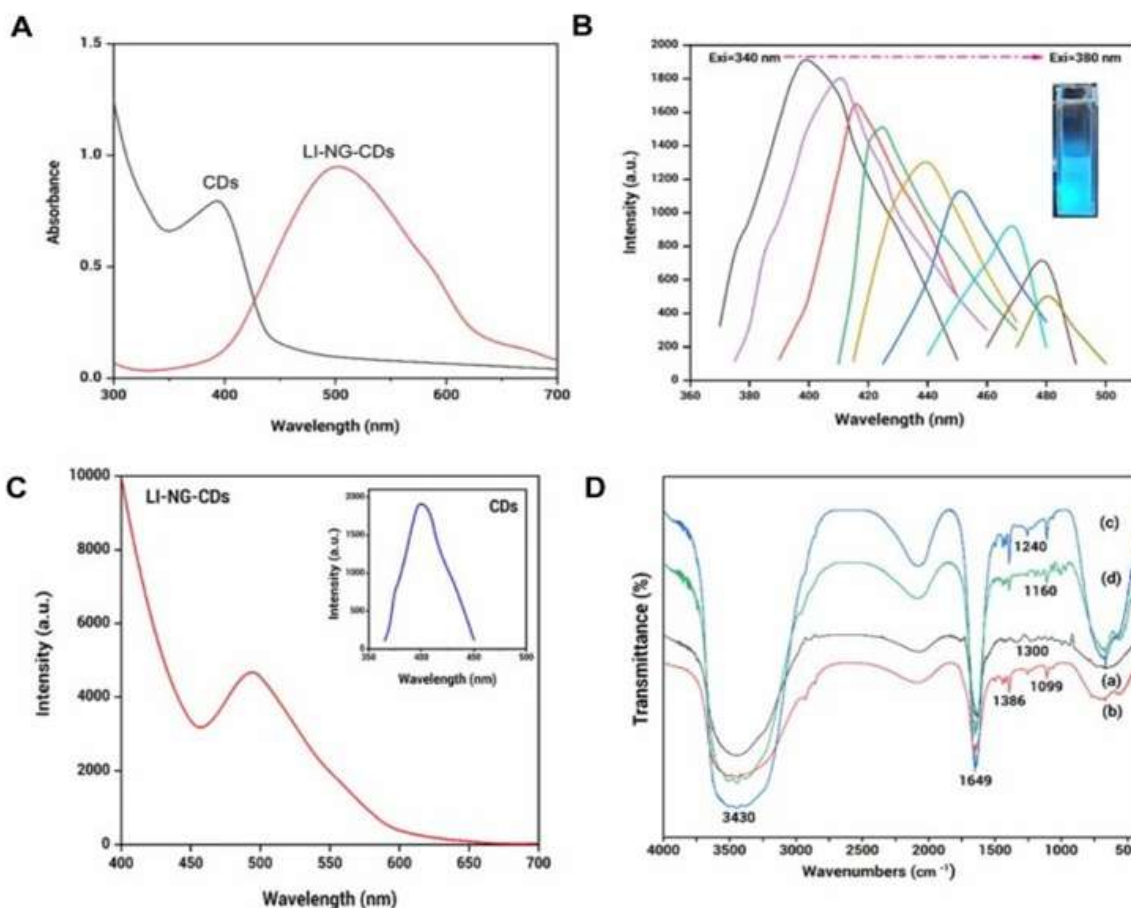 A
1.5
1.0
0.5
0.0
Absorbance
CDs
LI-NG-CDs
300 400 500 600 700
Wavelength (nm)
B
2000
1800
1600
1400
1200
1000
800
600
400
200
0
Intensity (a.u.)
Exi=340 nm
Exi=380 nm
360 380 400 420 440 460 480 500
Wavelength (nm)
C
LI-NG-CDs
10000
8000
6000
4000
2000
0
Intensity (a.u.)
400 450 500 550 600 650 700
Wavelength (nm)
CDs
2000
1500
1000
500
0
Intensity (a.u.)
350 400 450 500
Wavelength (nm)
D
Transmittance (%)
(c)
1240
(d)
1160
1300
(a)
1386
1099
(b)
1649
3430
4000 3000 2500 2000 1500 1000 500
Wavenumbers (cm -1)